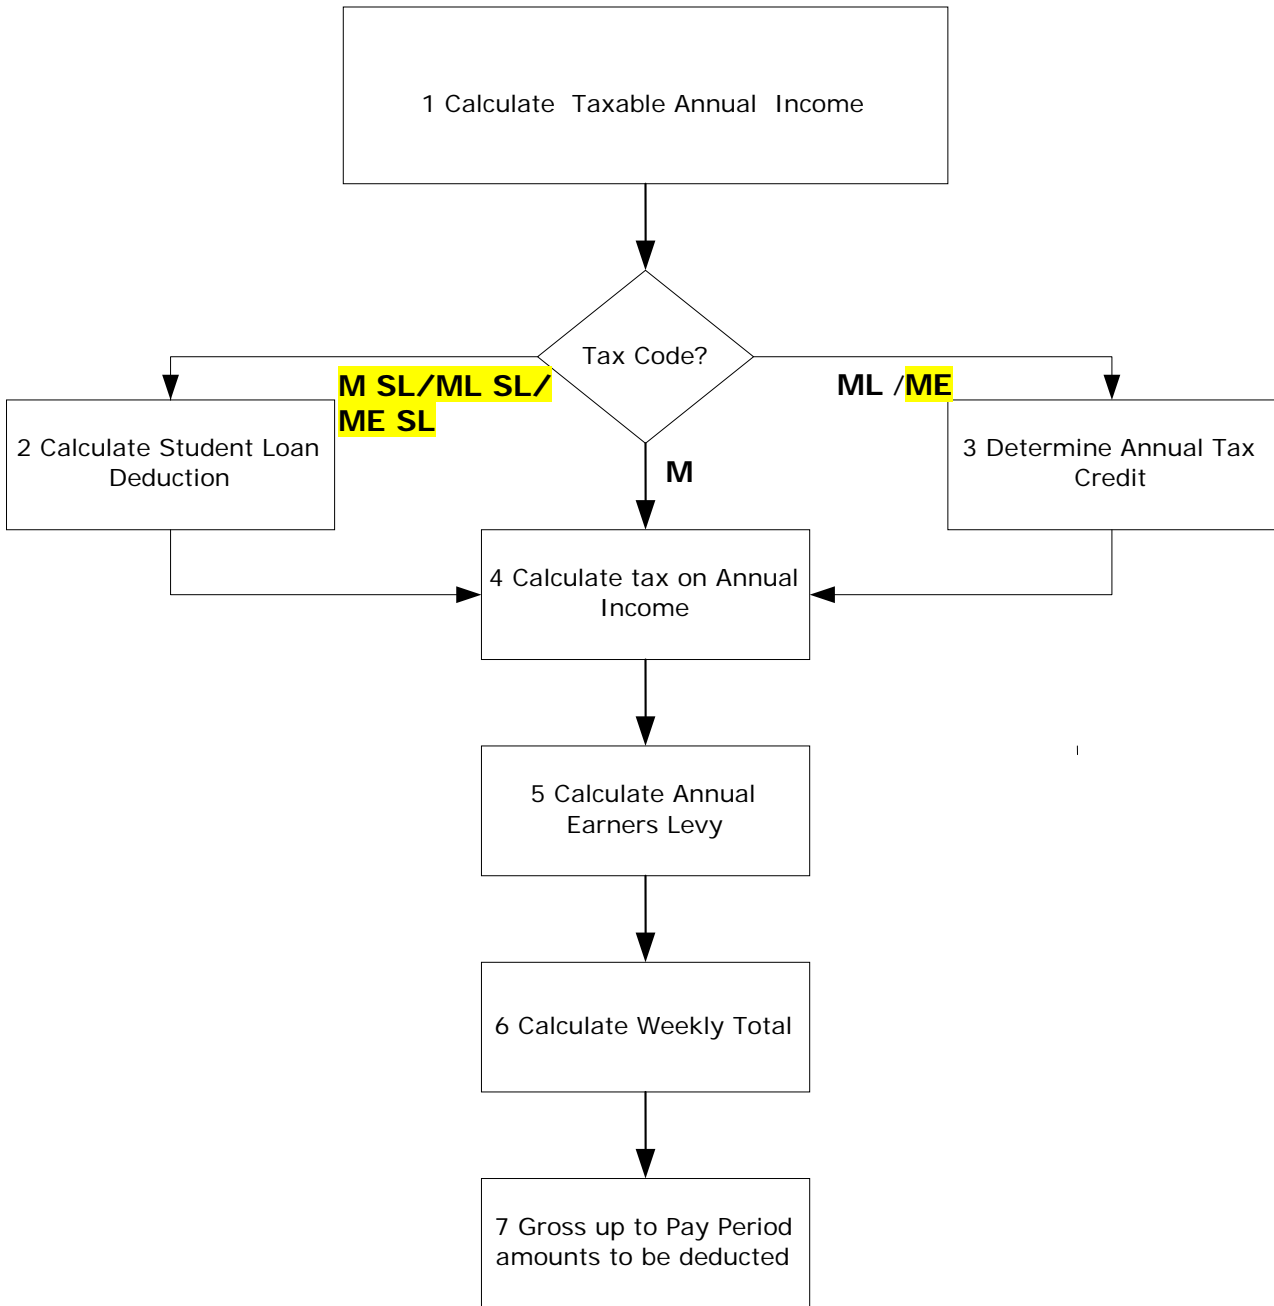 1 Calculate Taxable Annual Income
Tax Code?
M SL/ML SL/
ME SL
ML /ME
2 Calculate Student Loan
Deduction
M
3 Determine Annual Tax
Credit
4 Calculate tax on Annual
Income
5 Calculate Annual
Earners Levy
6 Calculate Weekly Total
7 Gross up to Pay Period
amounts to be deducted